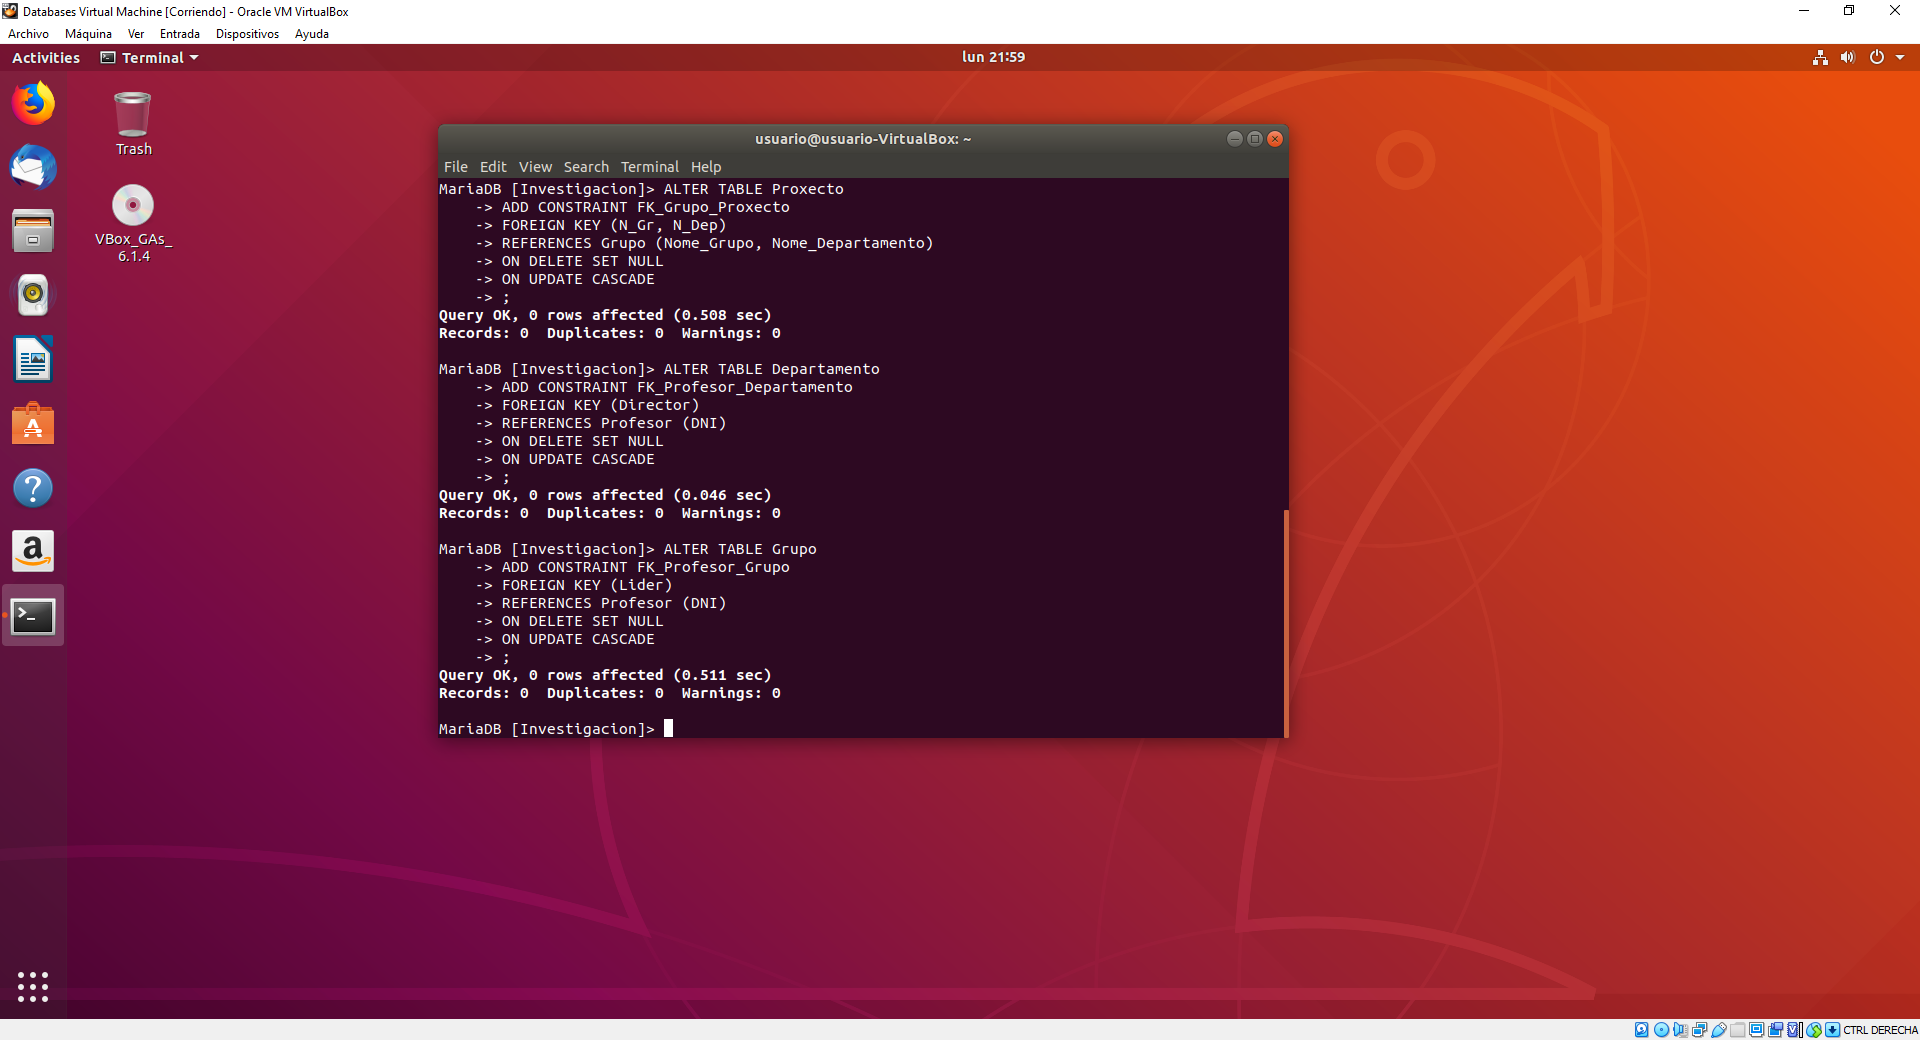 Databases Virtual Machine [Corriendo] - Oracle VM VirtualBox
Archivo Máquina Ver Entrada Dispositivos Ayuda
Activities Terminal lun 21:59
Trash
VBox_GAs_
6.1.4
usuario@usuario-VirtualBox: ~
File Edit View Search Terminal Help
MariaDB [Investigacion]> ALTER TABLE Proxecto
    -> ADD CONSTRAINT FK_Grupo_Proxecto
    -> FOREIGN KEY (N_Gr, N_Dep)
    -> REFERENCES Grupo (Nome_Grupo, Nome_Departamento)
    -> ON DELETE SET NULL
    -> ON UPDATE CASCADE
    -> ;
Query OK, 0 rows affected (0.508 sec)
Records: 0  Duplicates: 0  Warnings: 0
MariaDB [Investigacion]> ALTER TABLE Departamento
    -> ADD CONSTRAINT FK_Profesor_Departamento
    -> FOREIGN KEY (Director)
    -> REFERENCES Profesor (DNI)
    -> ON DELETE SET NULL
    -> ON UPDATE CASCADE
    -> ;
Query OK, 0 rows affected (0.046 sec)
Records: 0  Duplicates: 0  Warnings: 0
MariaDB [Investigacion]> ALTER TABLE Grupo
    -> ADD CONSTRAINT FK_Profesor_Grupo
    -> FOREIGN KEY (Lider)
    -> REFERENCES Profesor (DNI)
    -> ON DELETE SET NULL
    -> ON UPDATE CASCADE
    -> ;
Query OK, 0 rows affected (0.511 sec)
Records: 0  Duplicates: 0  Warnings: 0
MariaDB [Investigacion]>
CTRL DERECHA